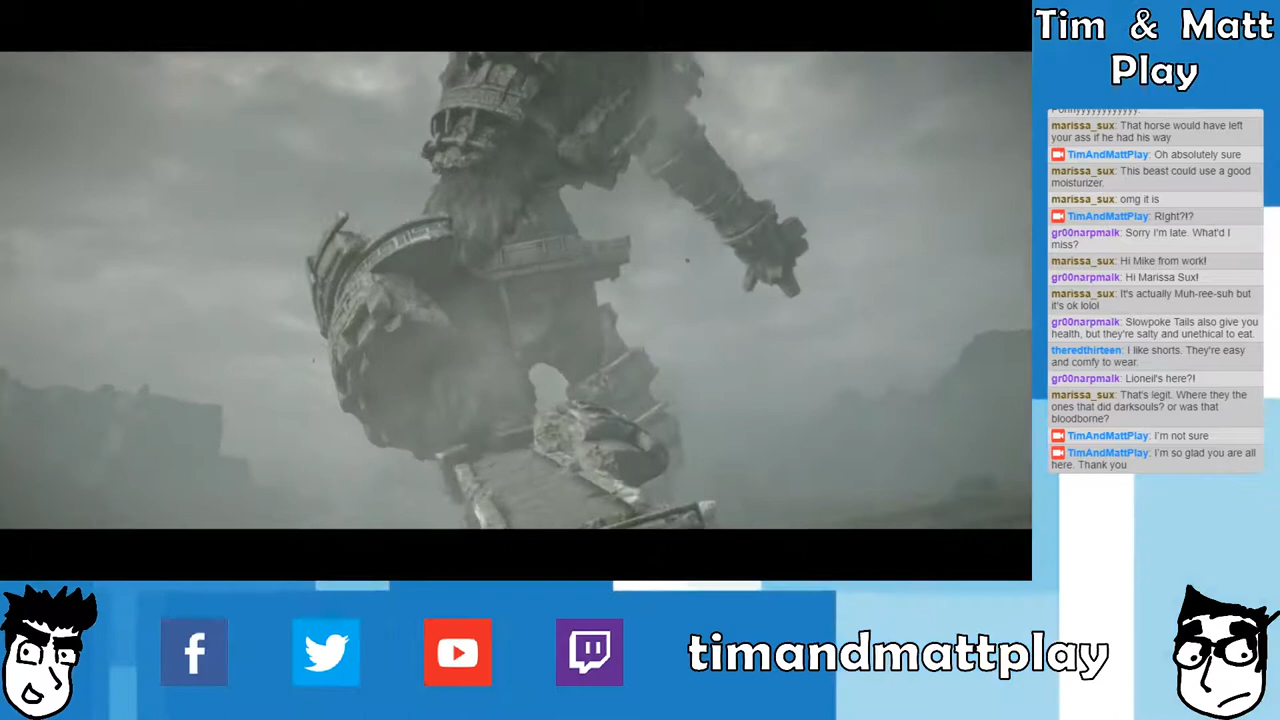 Tim & Matt
Play
marissa_sux: That horse would have left
your ass if he had his way
TimAndMattPlay: Oh absolutely sure
marissa_sux: This beast could use a good
moisturizer.
marissa_sux: omg it is
TimAndMattPlay: RIght?!?
gr00narpmalk: Sorry I'm late. What'd I
miss?
marissa_sux: Hi Mike from work!
gr00narpmalk: Hi Marissa Sux!
marissa_sux: It's actually Muh-ree-suh but
it's ok lolol
gr00narpmalk: Slowpoke Tails also give you
health, but they're salty and unethical to eat.
theredthirteen: I like shorts. They're easy
and comfy to wear.
gr00narpmalk: Lioneil's here?!
marissa_sux: That's legit. Where they the
ones that did darksouls? or was that
bloodborne?
TimAndMattPlay: I'm not sure
TimAndMattPlay: I'm so glad you are all
here. Thank you
timandmattplay